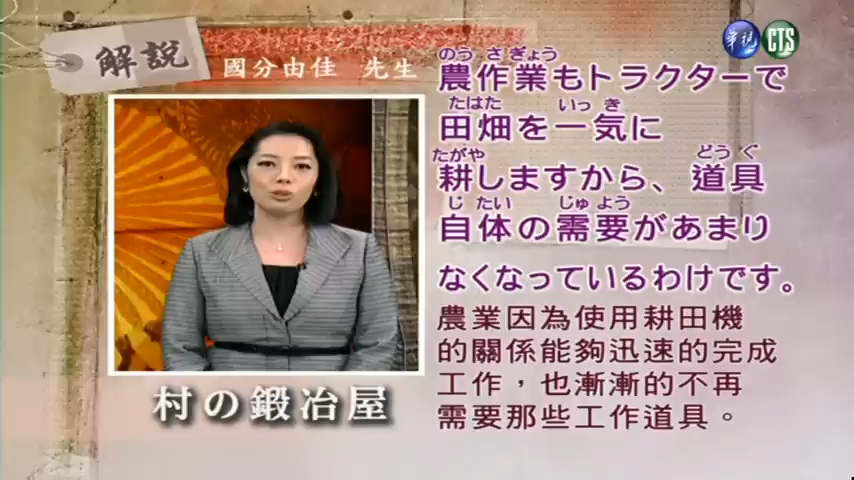 解説
國分由佳 先生
華視
CTS
のうさぎょう
農作業もトラクターで
たはた いっき
田畑を一気に
たがや どうぐ
耕しますから、道具
じたい じゅよう
自体の需要があまり
なくなっているわけです。
農業因為使用耕田機
的關係能夠迅速的完成
工作，也漸漸的不再
需要那些工作道具。
村の鍛冶屋